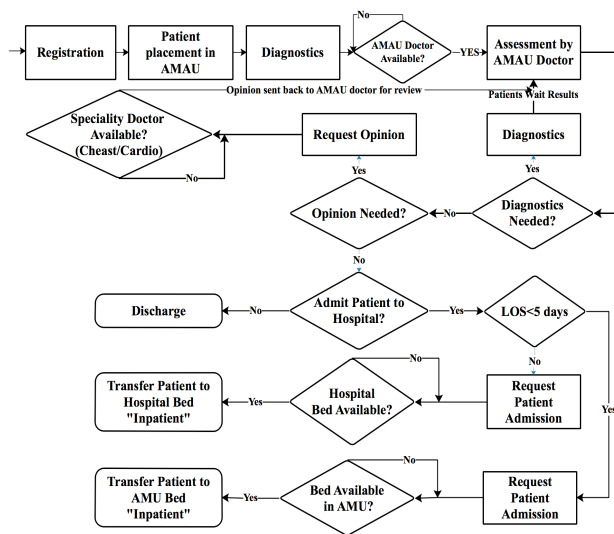 No
Registration
Patient
placement in
AMAU
Diagnostics
AMAU Doctor
Available?
YES
Assessment by
AMAU Doctor
Opinion sent back to AMAU doctor for review
Patients Wait Results
Speciality Doctor
Available?
(Cheast/Cardio)
No
Request Opinion
Diagnostics
Yes
Yes
Opinion Needed?
No
Diagnostics
Needed?
No
Discharge
No
Admit Patient to
Hospital?
Yes
LOS<5 days
No
No
Yes
Transfer Patient to
Hospital Bed
"Inpatient"
Yes
Hospital
Bed Available?
Request
Patient
Admission
No
Transfer Patient to
AMU Bed
"Inpatient"
Yes
Bed Available
in AMU?
Request
Patient
Admission